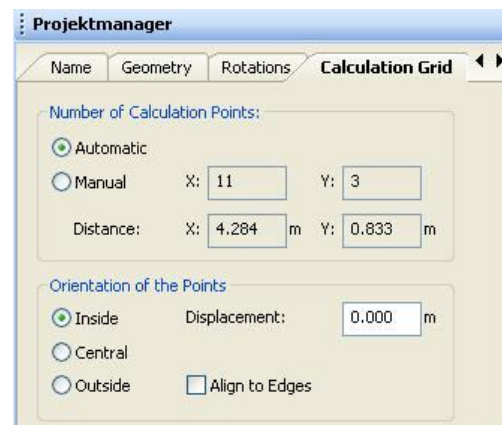 Projektmanager
Name Geometry Rotations Calculation Grid
Number of Calculation Points:
Automatic
Manual X: 11 Y: 3
Distance: X: 4.284 m Y: 0.833 m
Orientation of the Points
Inside Displacement: 0.000 m
Central
Outside Align to Edges